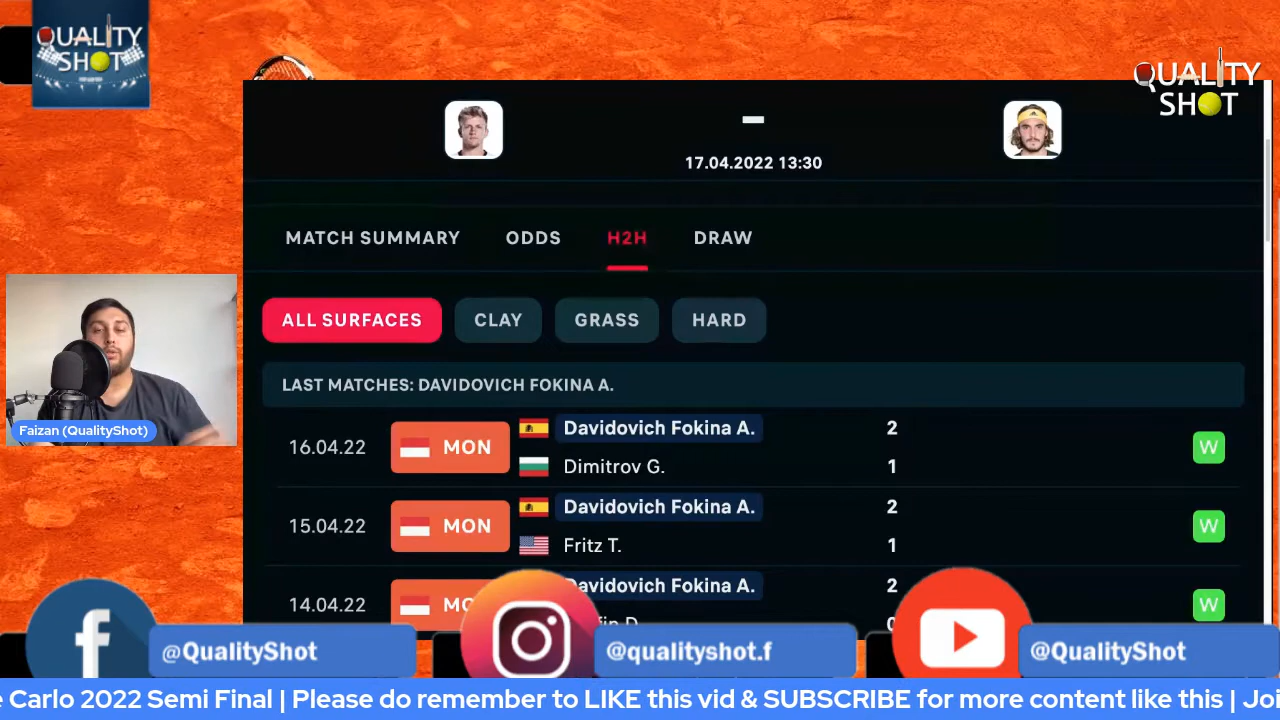 QUALITY
SHOT
QUALITY
SHOT
17.04.2022 13:30
MATCH SUMMARY ODDS H2H DRAW
ALL SURFACES CLAY GRASS HARD
LAST MATCHES: DAVIDOVICH FOKINA A.
16.04.22 MON Davidovich Fokina A. 2 W
Dimitrov G. 1
15.04.22 MON Davidovich Fokina A. 2 W
Fritz T. 1
14.04.22 Davidovich Fokina A. 2 W
Faizan (QualityShot)
@QualityShot
@qualityshot.f
@QualityShot
Carlo 2022 Semi Final | Please do remember to LIKE this vid & SUBSCRIBE for more content like this |